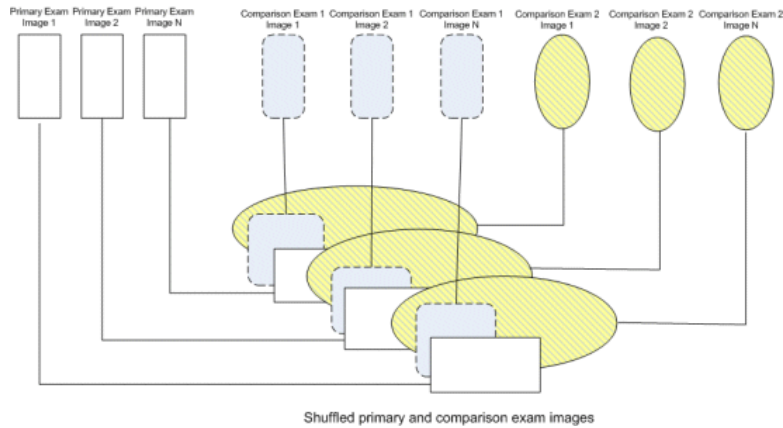 Primary Exam
Image 1
Primary Exam
Image 2
Primary Exam
Image N
Comparison Exam 1
Image 1
Comparison Exam 1
Image 2
Comparison Exam 1
Image N
Comparison Exam 2
Image 1
Comparison Exam 2
Image 2
Comparison Exam 2
Image N
Shuffled primary and comparison exam images